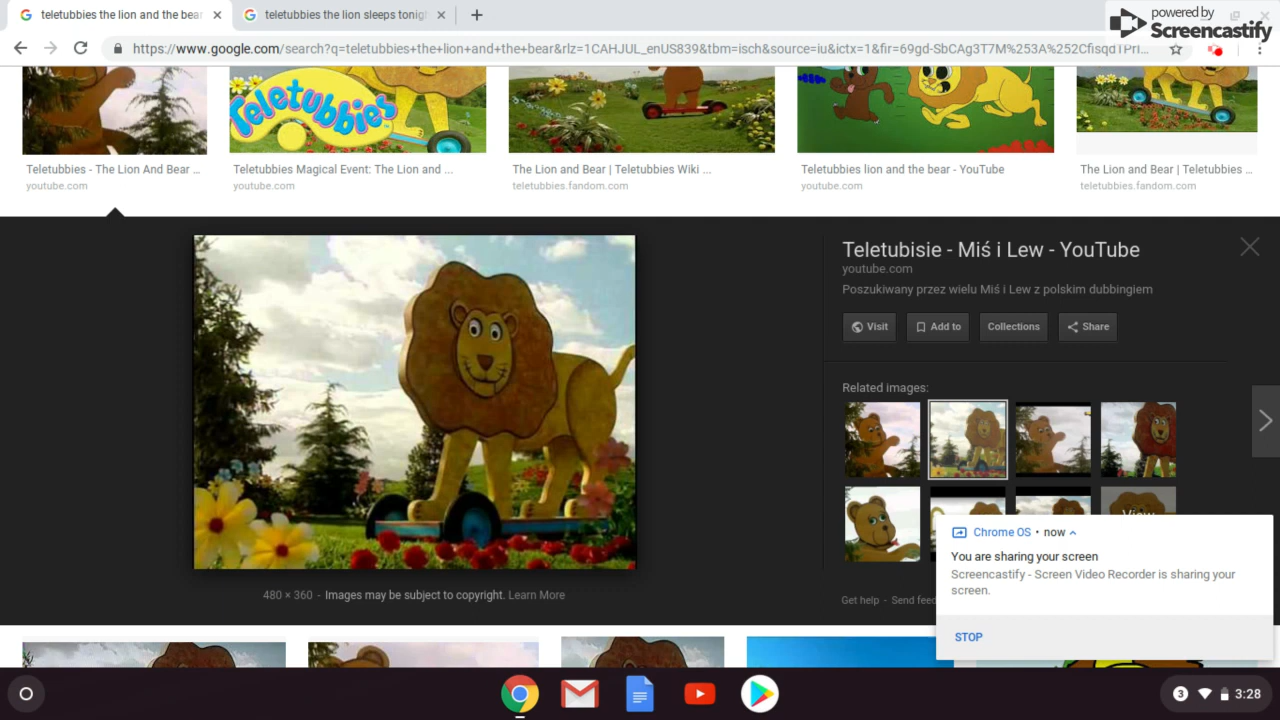 teletubbies the lion and the bear
teletubbies the lion sleeps tonigh
powered by
Screencastify
https://www.google.com/search?q=teletubbies+the+lion+and+the+bear&rlz=1CAHJUL_enUS839&tbm=isch&source=iu&ictx=1&fir=69gd-SbCAg3T7M%253A%252CfisqdTPrI...
Teletubbies
Teletubbies - The Lion And Bear ...
youtube.com
Teletubbies Magical Event: The Lion and ...
youtube.com
The Lion and Bear | Teletubbies Wiki ...
teletubbies.fandom.com
Teletubbies lion and the bear - YouTube
youtube.com
The Lion and Bear | Teletubbies ...
teletubbies.fandom.com
Teletubisie - Miś i Lew - YouTube
youtube.com
Poszukiwany przez wielu Miś i Lew z polskim dubbingiem
Visit
Add to
Collections
Share
Related images:
View
480 × 360 - Images may be subject to copyright. Learn More
Get help - Send feed
Chrome OS • now
You are sharing your screen
Screencastify - Screen Video Recorder is sharing your
screen.
STOP
3
3:28